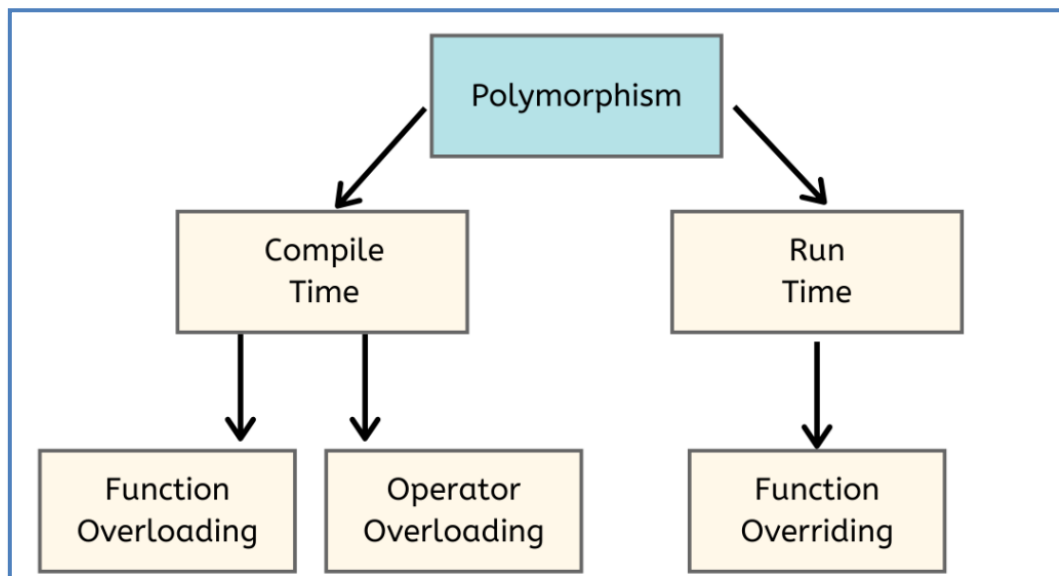 Polymorphism
Compile
Time
Run
Time
Function
Overloading
Operator
Overloading
Function
Overriding